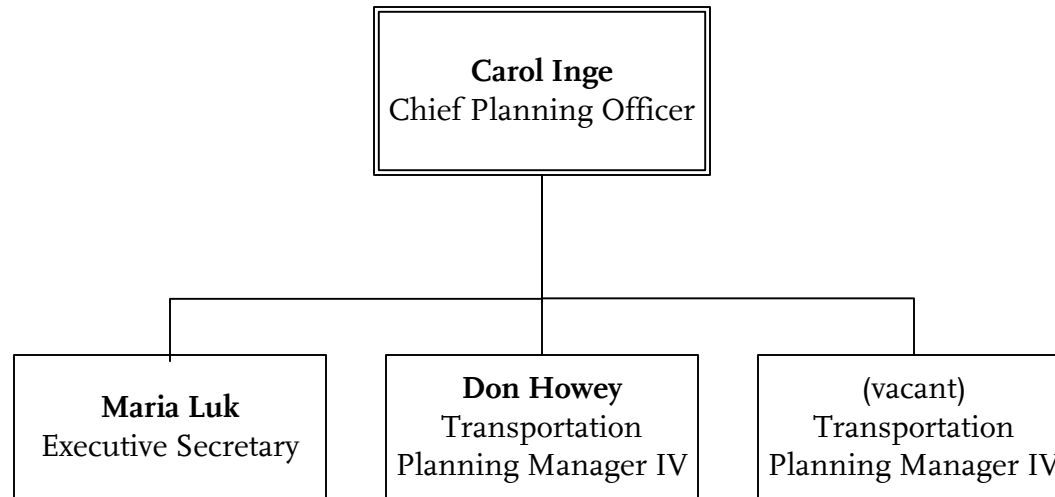 Carol Inge
Chief Planning Officer
Maria Luk
Executive Secretary
Don Howey
Transportation
Planning Manager IV
(vacant)
Transportation
Planning Manager IV